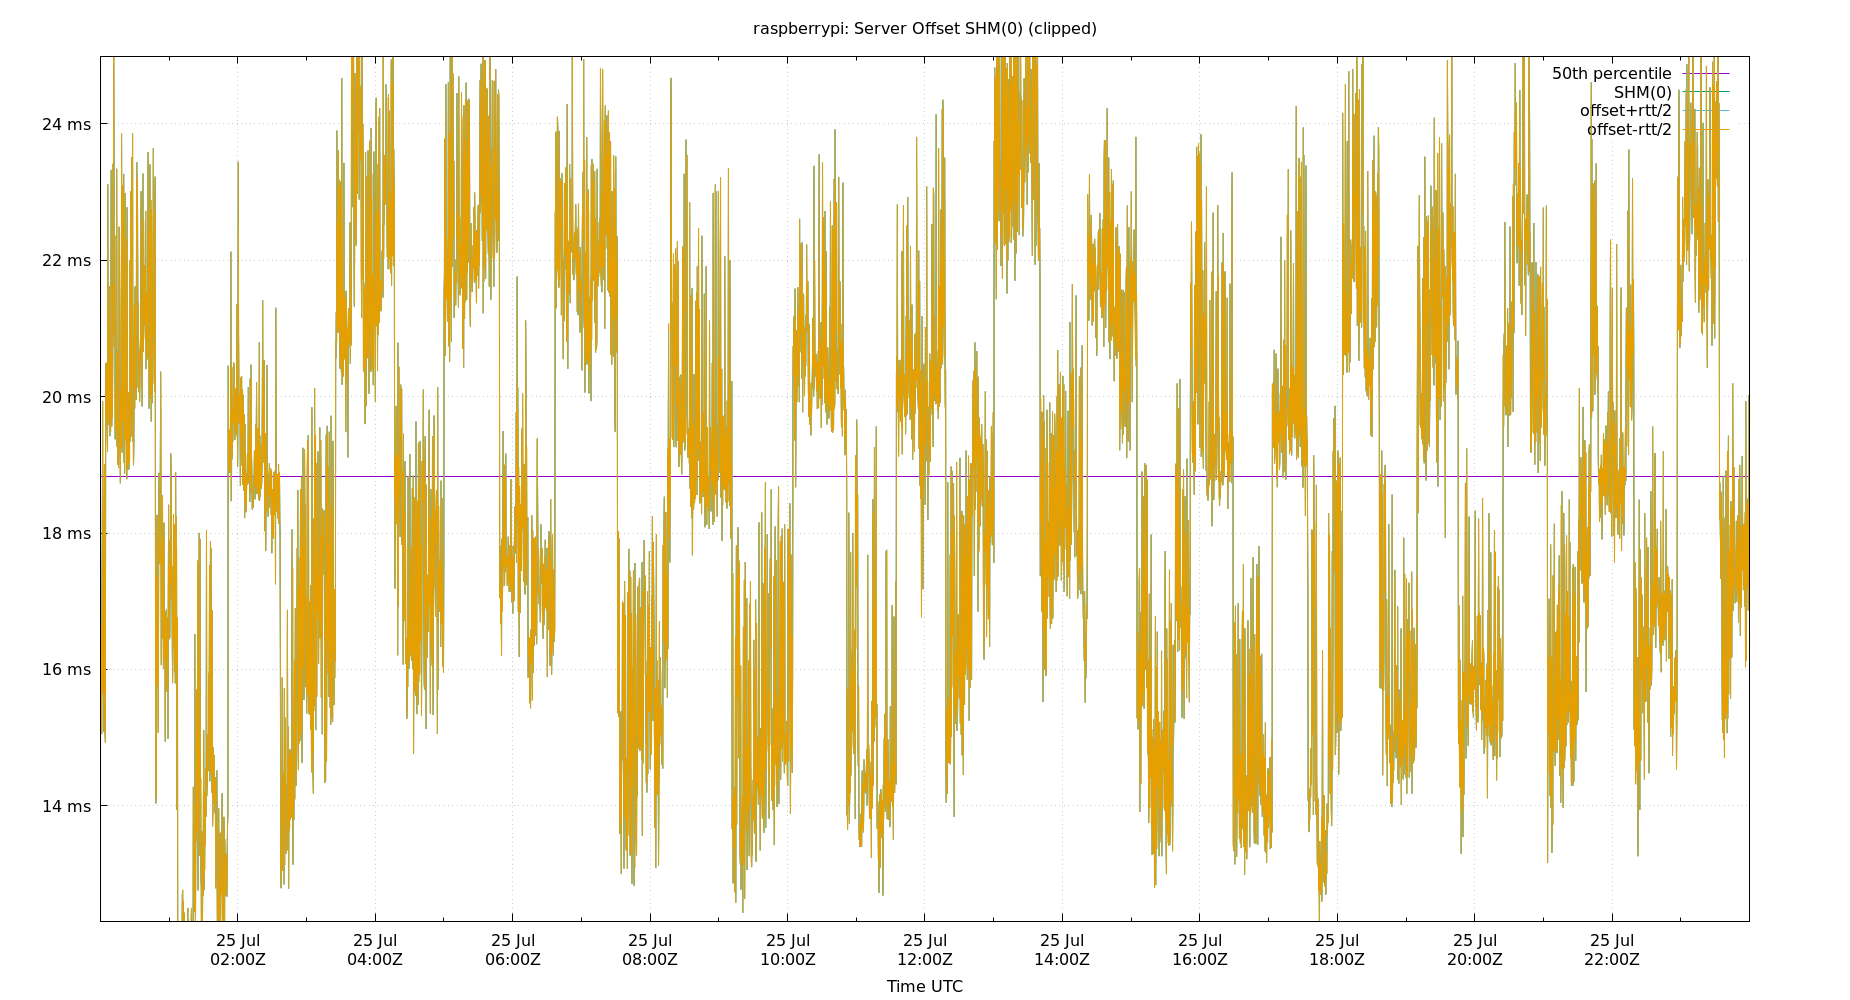 raspberrypi: Server Offset SHM(0) (clipped)
50th percentile
SHM(0)
offset+rtt/2
offset-rtt/2
24 ms
22 ms
20 ms
18 ms
16 ms
14 ms
25 Jul 25 Jul 25 Jul 25 Jul 25 Jul 25 Jul 25 Jul 25 Jul 25 Jul 25 Jul 25 Jul
02:00Z 04:00Z 06:00Z 08:00Z 10:00Z 12:00Z 14:00Z 16:00Z 18:00Z 20:00Z 22:00Z
Time UTC